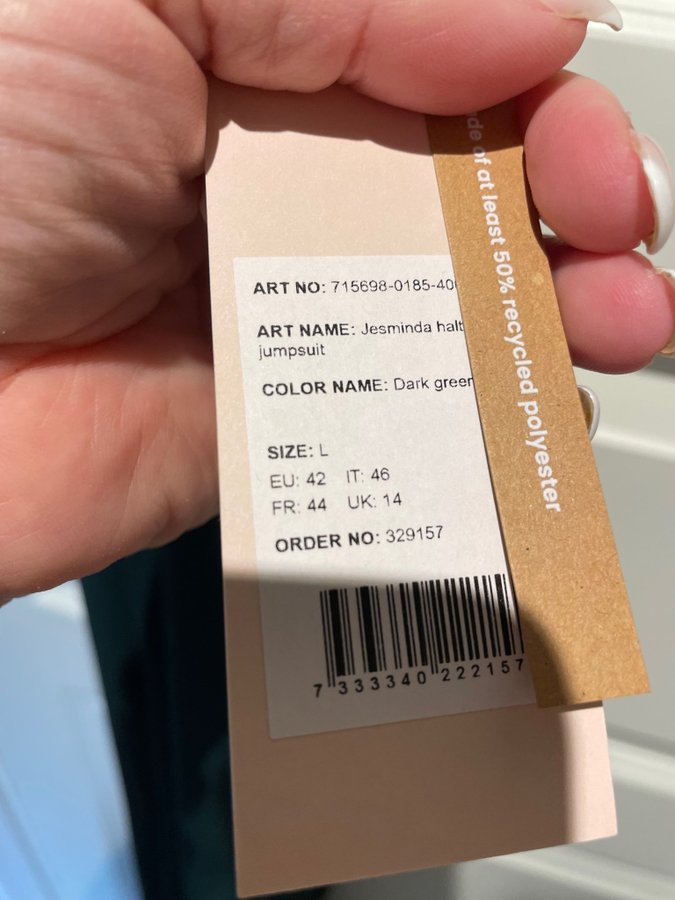 ART NO: 715698-0185-40
ART NAME: Jesminda halt
jumpsuit
COLOR NAME: Dark green
SIZE: L
EU: 42 IT: 46
FR: 44 UK: 14
ORDER NO: 329157
7 333340 222157
de of at least 50% recycled polyester